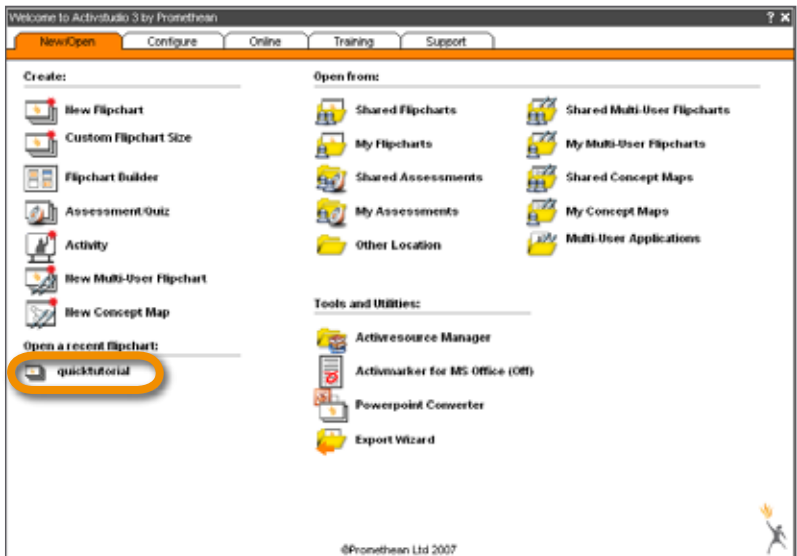 Welcome to Activstudio 3 by Promethean
? x
New/Open Configure Online Training Support
Create:
New Flipchart
Custom Flipchart Size
Flipchart Builder
Assessment/Quiz
Activity
New Multi-User Flipchart
New Concept Map
Open a recent flipchart:
quicktutorial
Open from:
Shared Flipcharts
My Flipcharts
Shared Assessments
My Assessments
Other Location
Shared Multi-User Flipcharts
My Multi-User Flipcharts
Shared Concept Maps
My Concept Maps
Multi-User Applications
Tools and Utilities:
Activresource Manager
Activmarker for MS Office (Off)
Powerpoint Converter
Export Wizard
©Promethean Ltd 2007